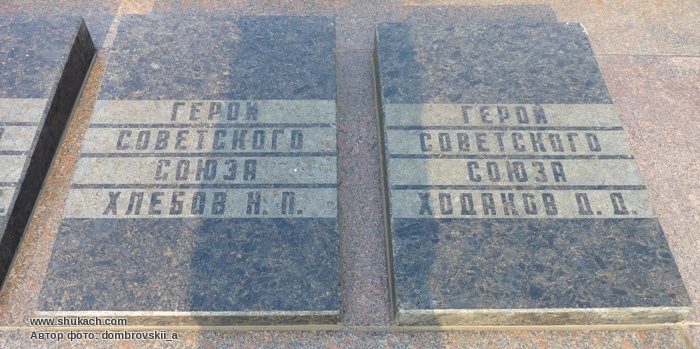 ГЕРОЙ
СОВЕТСКОГО
СОЮЗА
ХЛЕБОВ Н. П.
ГЕРОЙ
СОВЕТСКОГО
СОЮЗА
ХОДАКОВ Д. Д.
www.shukach.com
Автор фото: dombrovskii_a